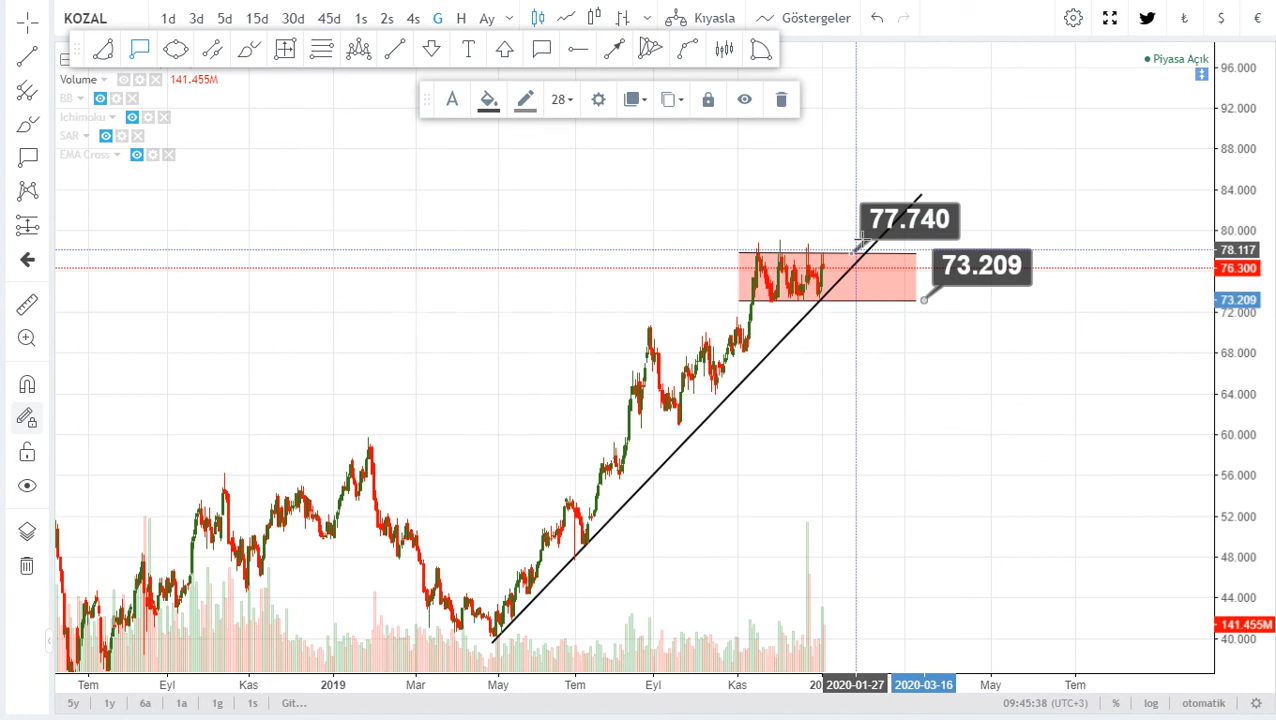 KOZAL 1d 3d 5d 15d 30d 45d 1s 2s 4s G H Ay Kıyasla Göstergeler ₺ $ €
Piyasa Açık
Volume 141.455M
BB
Ichimoku
SAR
EMA Cross
28
96.000
92.000
88.000
84.000
80.000
78.117
76.300
73.209
72.000
68.000
64.000
60.000
56.000
52.000
48.000
44.000
141.455M
40.000
77.740
73.209
Tem Eyl Kas 2019 Mar May Tem Eyl Kas 20 2020-01-27 2020-03-16 May Tem
5y 1y 6a 1a 1g 1s Git... 09:45:38 (UTC+3) % log otomatik